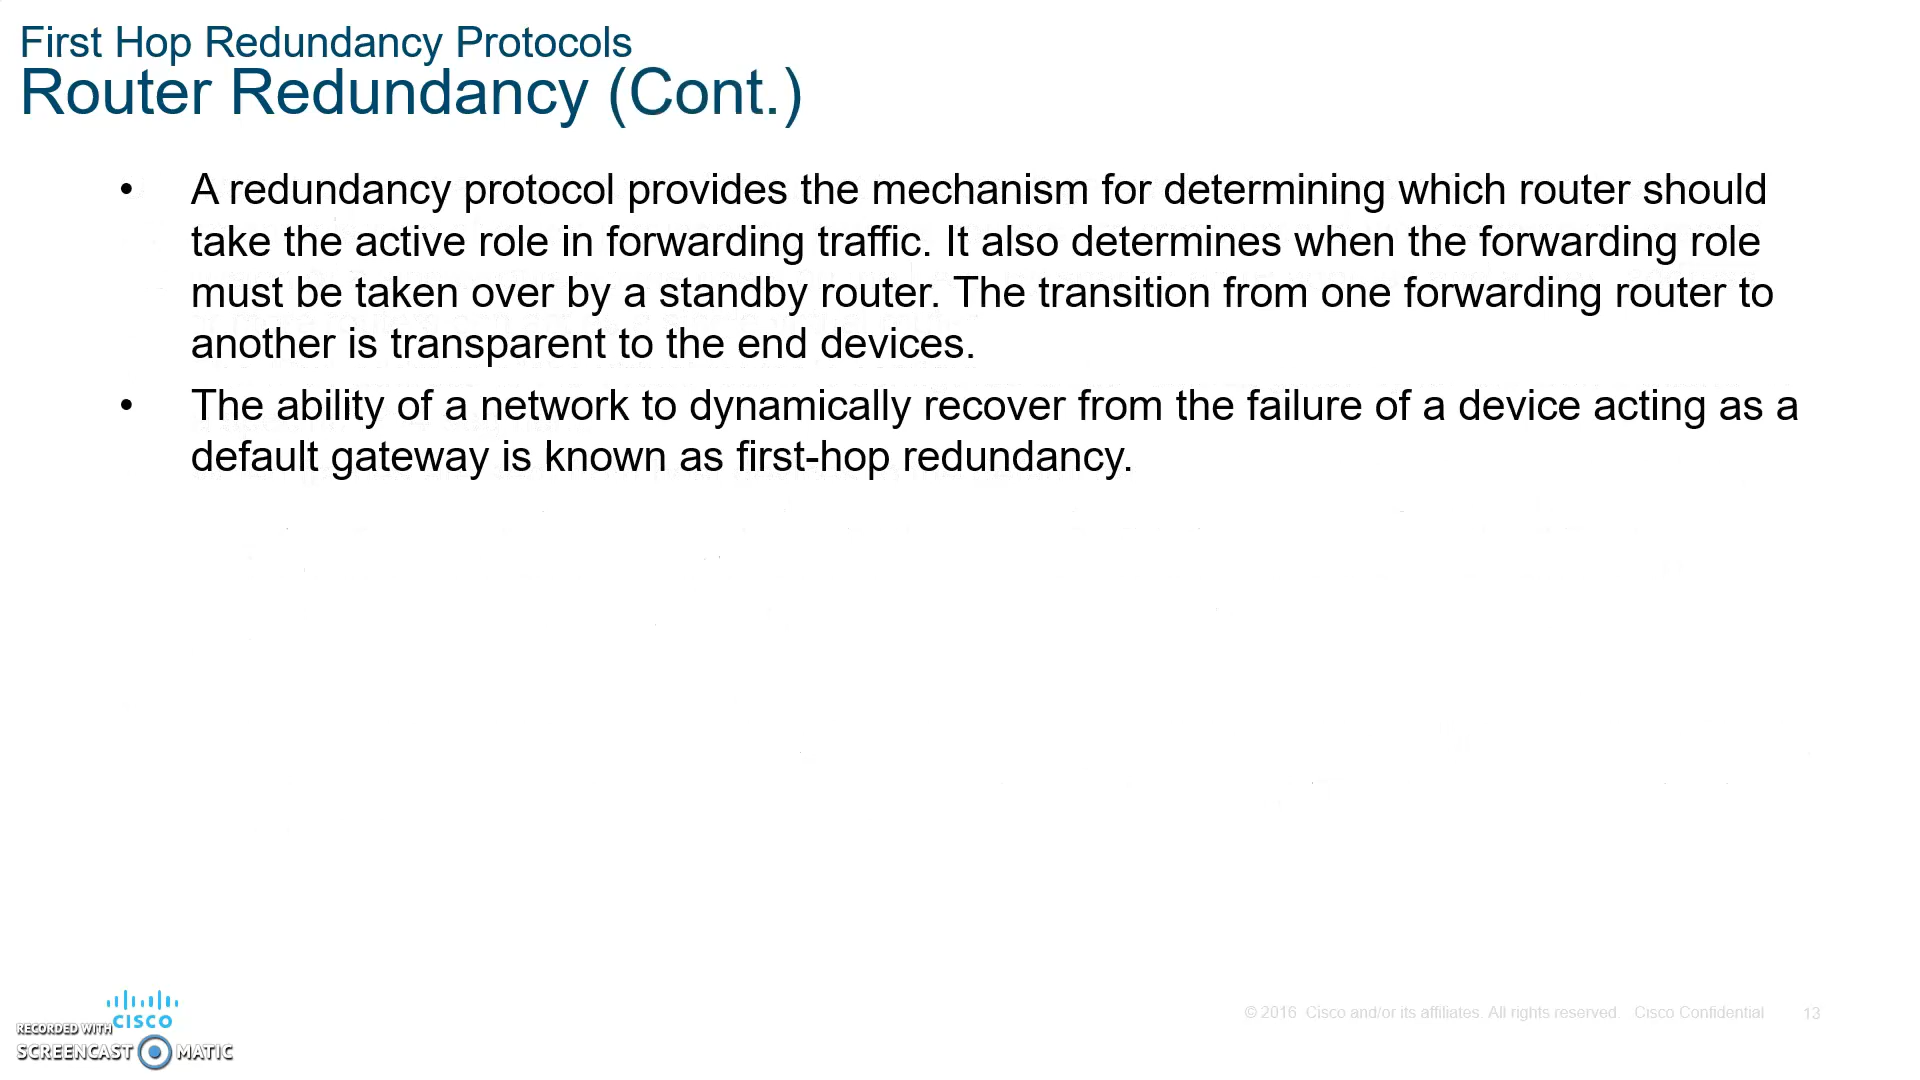 First Hop Redundancy Protocols
Router Redundancy (Cont.)
• A redundancy protocol provides the mechanism for determining which router should
take the active role in forwarding traffic. It also determines when the forwarding role
must be taken over by a standby router. The transition from one forwarding router to
another is transparent to the end devices.
• The ability of a network to dynamically recover from the failure of a device acting as a
default gateway is known as first-hop redundancy.
© 2016 Cisco and/or its affiliates. All rights reserved. Cisco Confidential 13
CISCO
RECORDED WITH
SCREENCAST MATIC